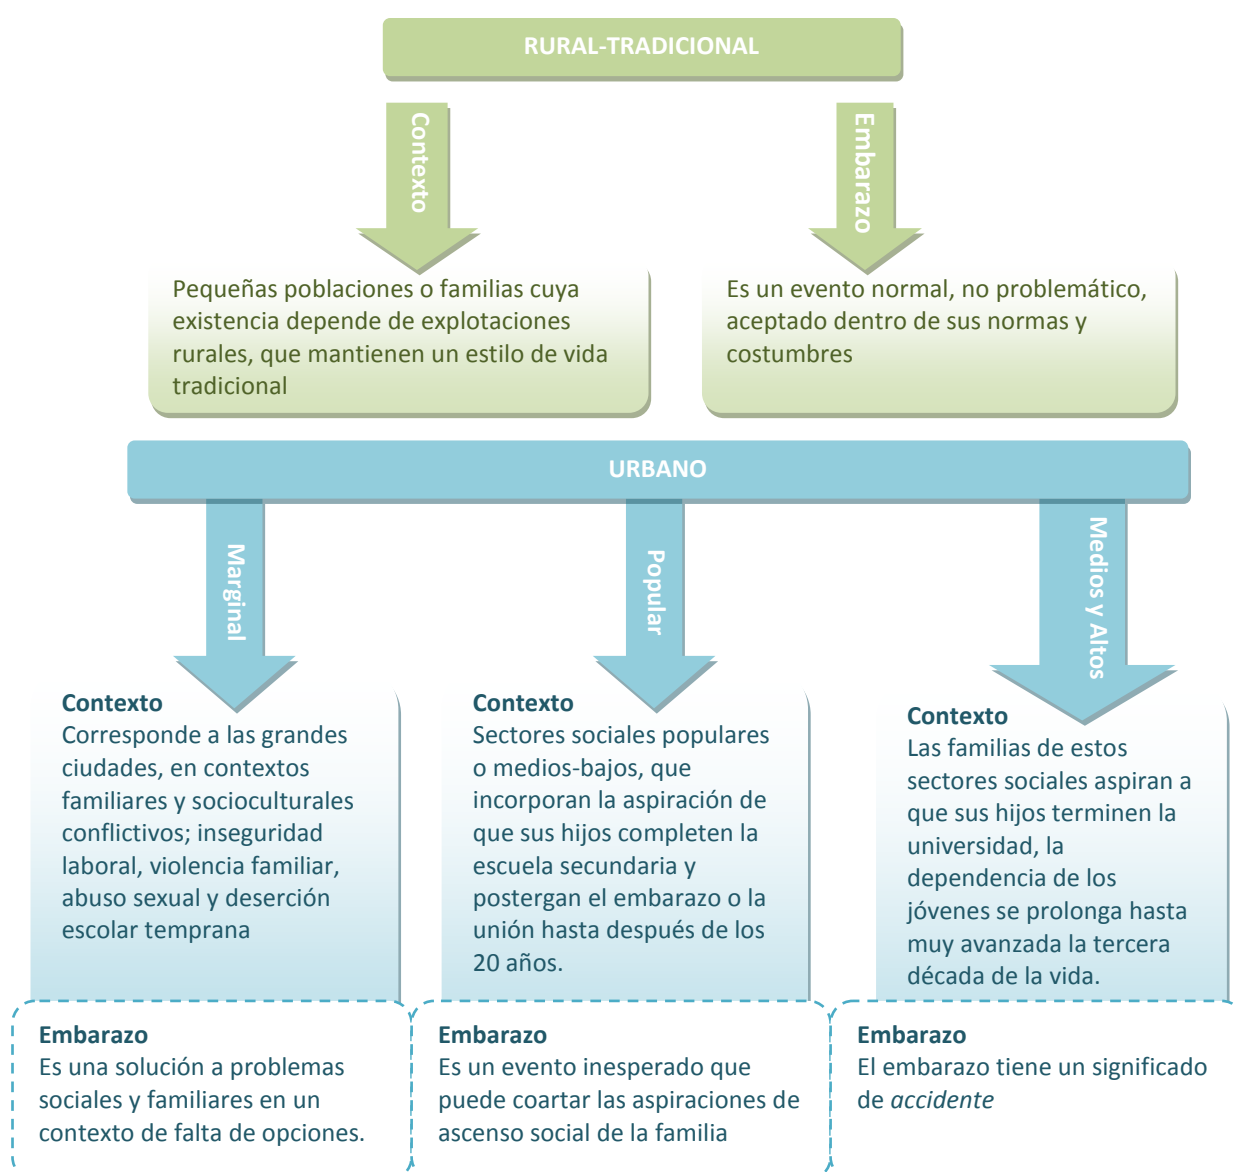 RURAL-TRADICIONAL
Contexto
Embarazo
Pequeñas poblaciones o familias cuya
existencia depende de explotaciones
rurales, que mantienen un estilo de vida
tradicional
Es un evento normal, no problemático,
aceptado dentro de sus normas y
costumbres
URBANO
Marginal
Popular
Medios y Altos
Contexto
Corresponde a las grandes
ciudades, en contextos
familiares y socioculturales
conflictivos; inseguridad
laboral, violencia familiar,
abuso sexual y deserción
escolar temprana
Embarazo
Es una solución a problemas
sociales y familiares en un
contexto de falta de opciones.
Contexto
Sectores sociales populares
o medios-bajos, que
incorporan la aspiración de
que sus hijos completen la
escuela secundaria y
postergan el embarazo o la
unión hasta después de los
20 años.
Embarazo
Es un evento inesperado que
puede coartar las aspiraciones de
ascenso social de la familia
Contexto
Las familias de estos
sectores sociales aspiran a
que sus hijos terminen la
universidad, la
dependencia de los
jóvenes se prolonga hasta
muy avanzada la tercera
década de la vida.
Embarazo
El embarazo tiene un significado
de accidente